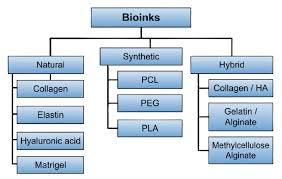 Bioinks
Natural
Collagen
Elastin
Hyaluronic acid
Matrigel
Synthetic
PCL
PEG
PLA
Hybrid
Collagen / HA
Gelatin /
Alginate
Methylcellulose
Alginate